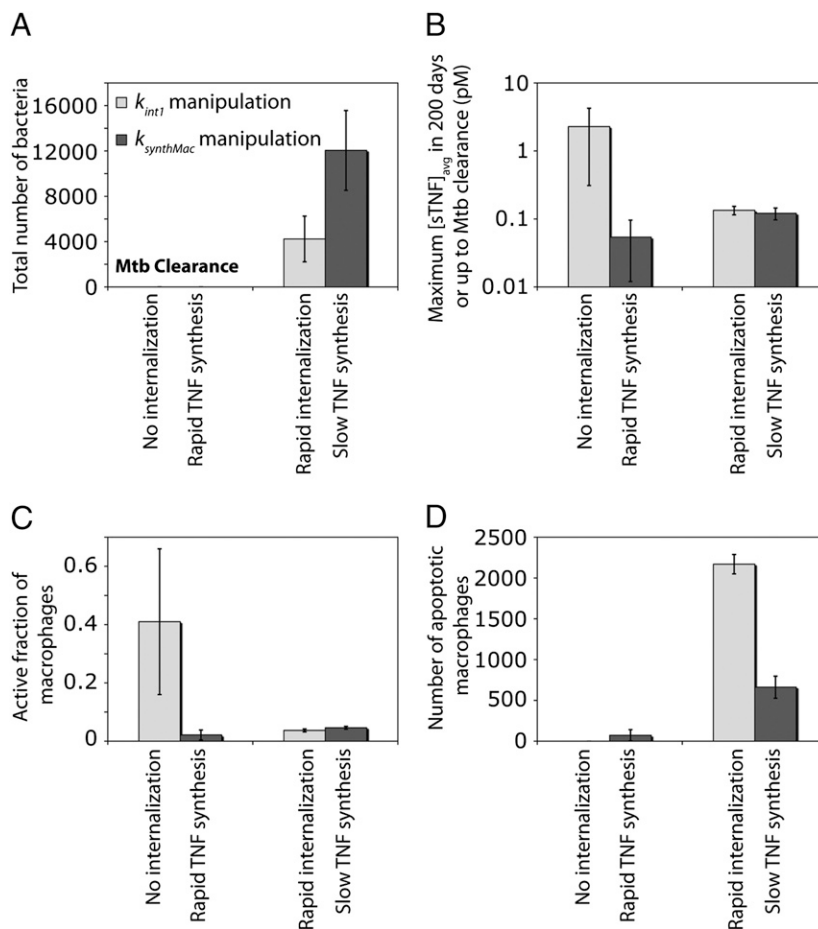 A
Total number of bacteria
16000
12000
8000
4000
0
k_int1 manipulation
k_synthMac manipulation
Mtb Clearance
No internalization
Rapid TNF synthesis
Rapid internalization
Slow TNF synthesis
B
Maximum [sTNF]avg in 200 days
or up to Mtb clearance (pM)
10
1
0.1
0.01
No internalization
Rapid TNF synthesis
Rapid internalization
Slow TNF synthesis
C
Active fraction of
macrophages
0.6
0.4
0.2
0
No internalization
Rapid TNF synthesis
Rapid internalization
Slow TNF synthesis
D
Number of apoptotic
macrophages
2500
2000
1500
1000
500
0
No internalization
Rapid TNF synthesis
Rapid internalization
Slow TNF synthesis